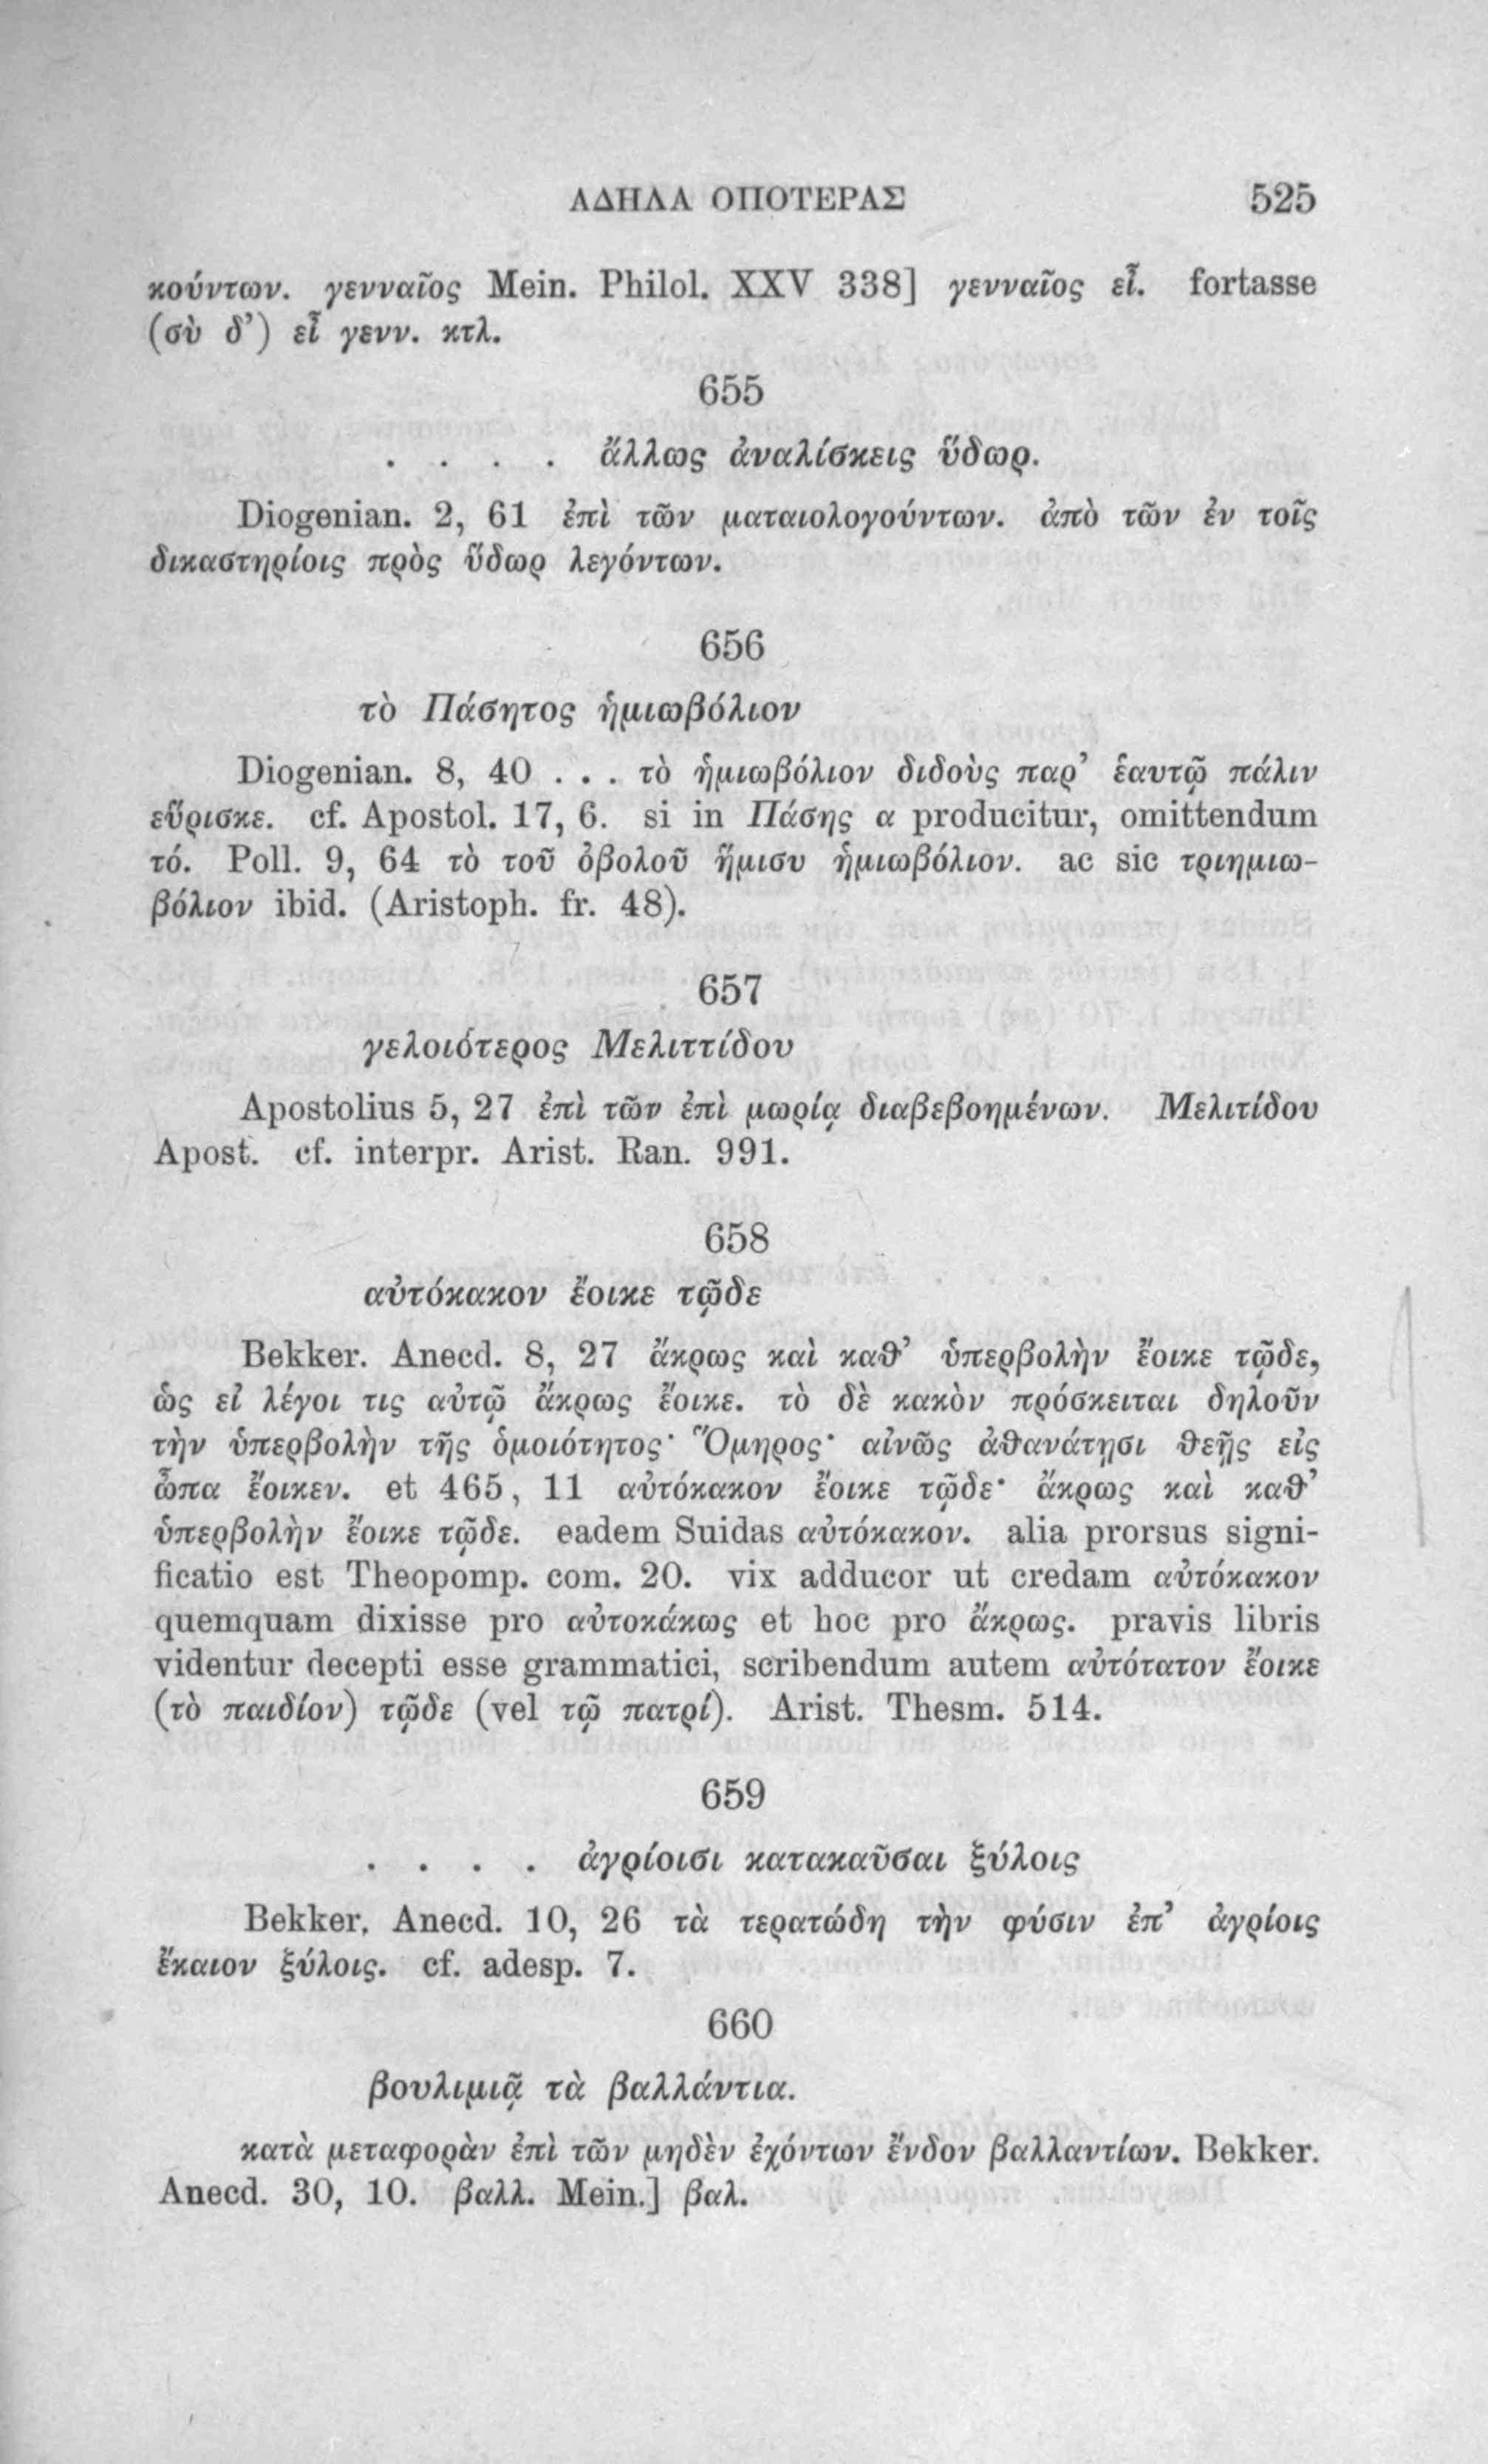 ΑΔΗΛΑ ΟΠΟΤΕΡΑΣ 525
κούντων. γενναῖος Mein. Philol. XXV 338] γενναῖος εἶ. fortasse
(σὺ δ’) εἶ γενν. κτλ.
655
. . . . ἄλλως ἀναλίσκεις ὕδωρ.
Diogenian. 2, 61 ἐπὶ τῶν ματαιολογούντων. ἀπὸ τῶν ἐν τοῖς
δικαστηρίοις πρὸς ὕδωρ λεγόντων.
656
τὸ Πάσητος ἡμιωβόλιον
Diogenian. 8, 40 . . . τὸ ἡμιωβόλιον διδοὺς παρ’ ἑαυτῷ πάλιν
εὕρισκε. cf. Apostol. 17, 6. si in Πάσης α producitur, omittendum
τό. Poll. 9, 64 τὸ τοῦ ὀβολοῦ ἥμισυ ἡμιωβόλιον. ac sic τριημιω-
βόλιον ibid. (Aristoph. fr. 48).
657
γελοιότερος Μελιττίδου
Apostolius 5, 27 ἐπὶ τῶν ἐπὶ μωρίᾳ διαβεβοημένων. Μελιτίδου
Apost. cf. interpr. Arist. Ran. 991.
658
αὐτόκακον ἔοικε τῷδε
Bekker. Anecd. 8, 27 ἄκρως καὶ καθ’ ὑπερβολὴν ἔοικε τῷδε,
ὡς εἰ λέγοι τις αὐτῷ ἄκρως ἔοικε. τὸ δὲ κακὸν πρόσκειται δηλοῦν
τὴν ὑπερβολὴν τῆς ὁμοιότητος· Ὅμηρος· αἰνῶς ἀθανάτῃσι θεῇς εἰς
ὦπα ἔοικεν. et 465, 11 αὐτόκακον ἔοικε τῷδε· ἄκρως καὶ καθ’
ὑπερβολὴν ἔοικε τῷδε. eadem Suidas αὐτόκακον. alia prorsus signi-
ficatio est Theopomp. com. 20. vix adducor ut credam αὐτόκακον
quemquam dixisse pro αὐτοκάκως et hoc pro ἄκρως. pravis libris
videntur decepti esse grammatici, scribendum autem αὐτότατον ἔοικε
(τὸ παιδίον) τῷδε (vel τῷ πατρί). Arist. Thesm. 514.
659
. . . . ἀγρίοισι κατακαῦσαι ξύλοις
Bekker. Anecd. 10, 26 τὰ τερατώδη τὴν φύσιν ἐπ’ ἀγρίοις
ἔκαιον ξύλοις. cf. adesp. 7.
660
βουλιμιᾷ τὰ βαλλάντια.
κατὰ μεταφορὰν ἐπὶ τῶν μηδὲν ἐχόντων ἔνδον βαλλαντίων. Bekker.
Anecd. 30, 10. βαλλ. Mein.] βαλ.